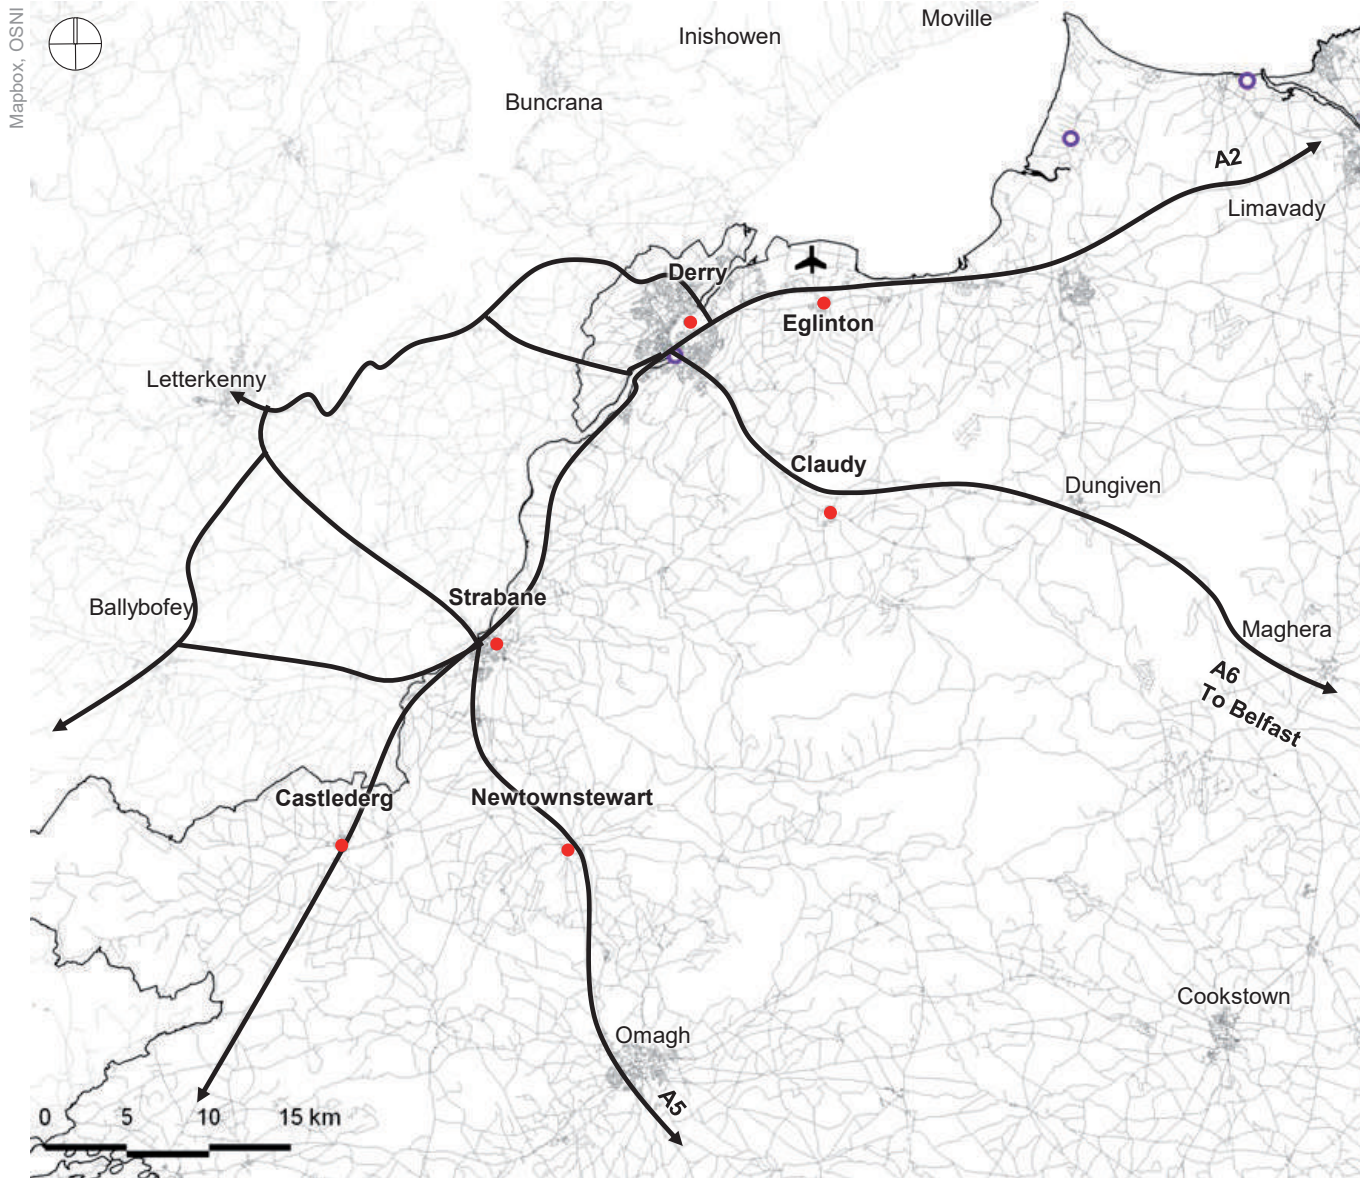 Mapbox, OSNI
Moville
Inishowen
Buncrana
A2
Limavady
Derry
Eglinton
Letterkenny
Claudy
Dungiven
Strabane
Ballybofey
Maghera
A6
To Belfast
Castlederg
Newtownstewart
Cookstown
Omagh
A5
0 5 10 15 km